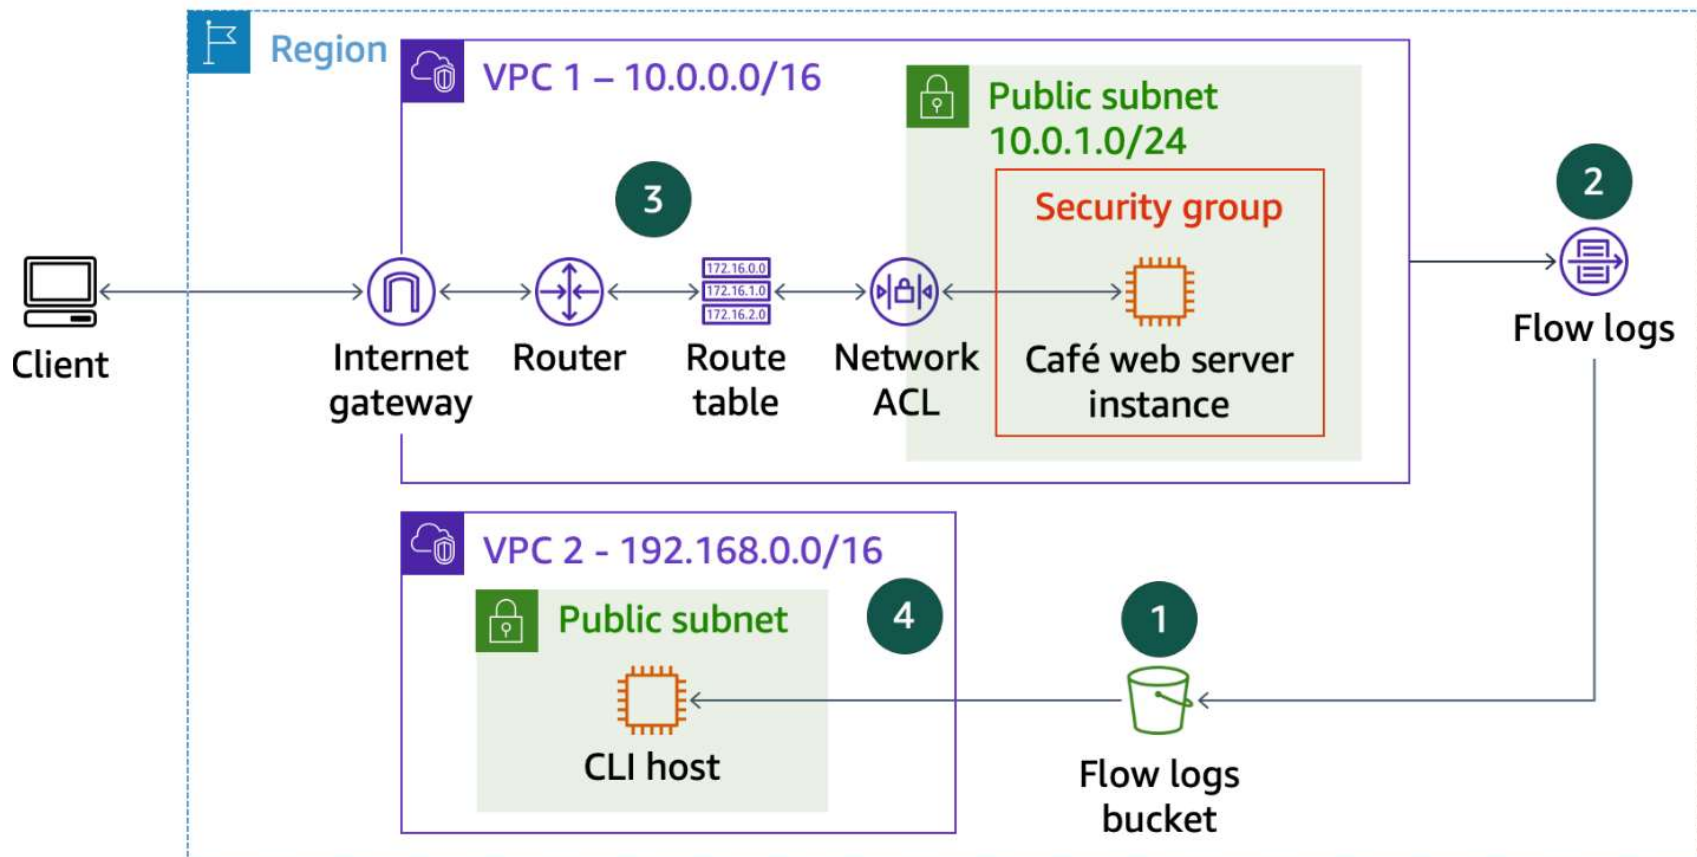 Region
VPC 1 – 10.0.0.0/16
Public subnet
10.0.1.0/24
3
2
Security group
172.16.0.0
172.16.1.0
172.16.2.0
Client
Internet
gateway
Router
Route
table
Network
ACL
Café web server
instance
Flow logs
VPC 2 - 192.168.0.0/16
Public subnet
4
1
CLI host
Flow logs
bucket